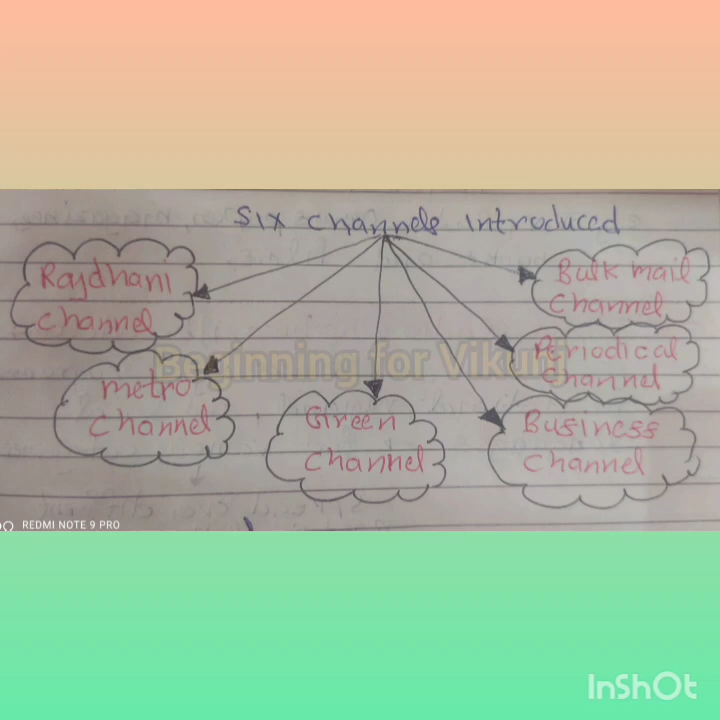 Six channels introduced
Rajdhani
channel
Bulk mail
Channel
metro
channel
Periodical
Channel
Green
channel
Business
channel
Beginning for Vikunj
REDMI NOTE 9 PRO
InShOt